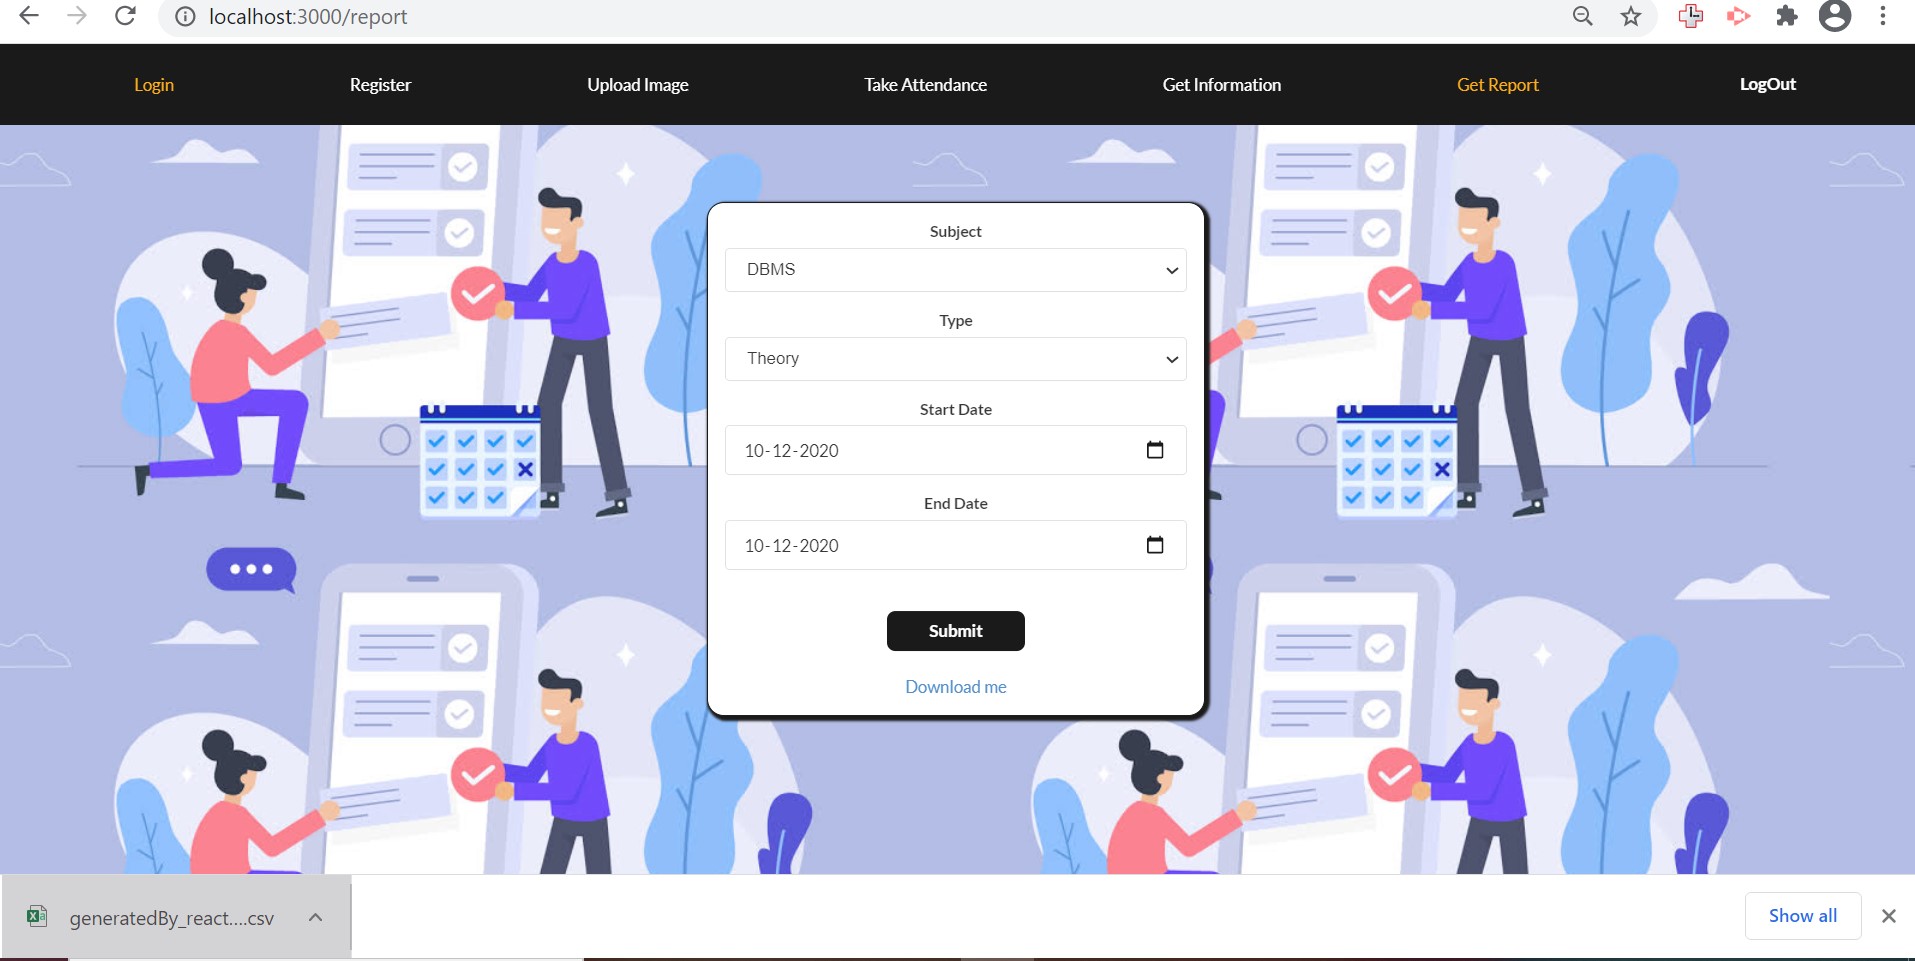 localhost:3000/report
Login Register Upload Image Take Attendance Get Information Get Report LogOut
Subject
DBMS
Type
Theory
Start Date
10-12-2020
End Date
10-12-2020
Submit
Download me
generatedBy_react....csv Show all